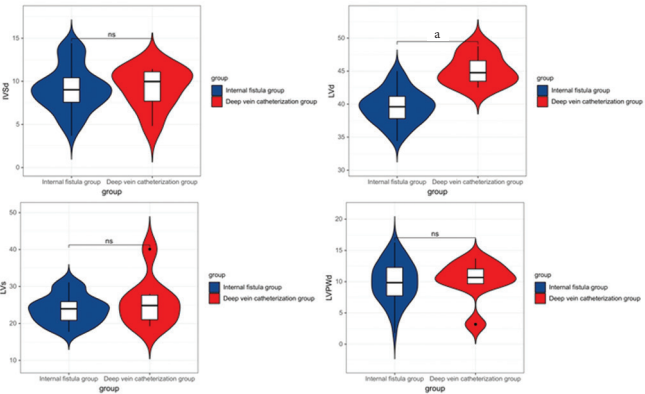 15
10
5
0
IVSd
ns
Internal fistula group Deep vein catheterization group
group
group
Internal fistula group
Deep vein catheterization group
50
45
40
35
30
LVd
a
Internal fistula group Deep vein catheterization group
group
group
Internal fistula group
Deep vein catheterization group
50
40
30
20
10
LVs
ns
Internal fistula group Deep vein catheterization group
group
group
Internal fistula group
Deep vein catheterization group
20
15
10
5
0
LVPWd
ns
Internal fistula group Deep vein catheterization group
group
group
Internal fistula group
Deep vein catheterization group